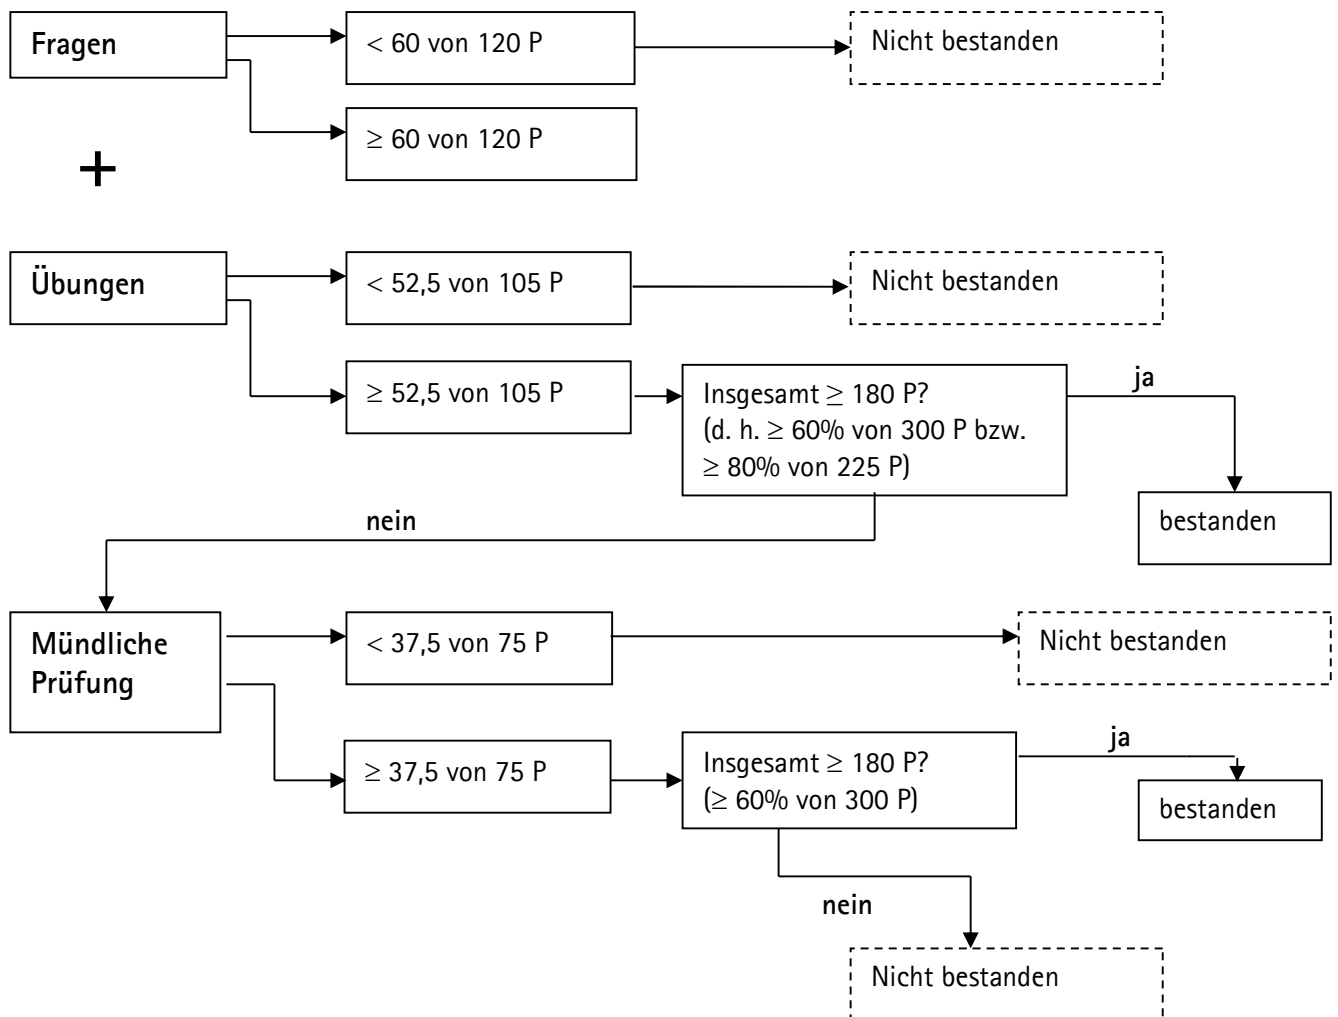 Fragen
< 60 von 120 P
Nicht bestanden
≥ 60 von 120 P
+
Übungen
< 52,5 von 105 P
Nicht bestanden
≥ 52,5 von 105 P
Insgesamt ≥ 180 P?
(d. h. ≥ 60% von 300 P bzw.
≥ 80% von 225 P)
ja
bestanden
nein
Mündliche
Prüfung
< 37,5 von 75 P
Nicht bestanden
≥ 37,5 von 75 P
Insgesamt ≥ 180 P?
(≥ 60% von 300 P)
ja
bestanden
nein
Nicht bestanden